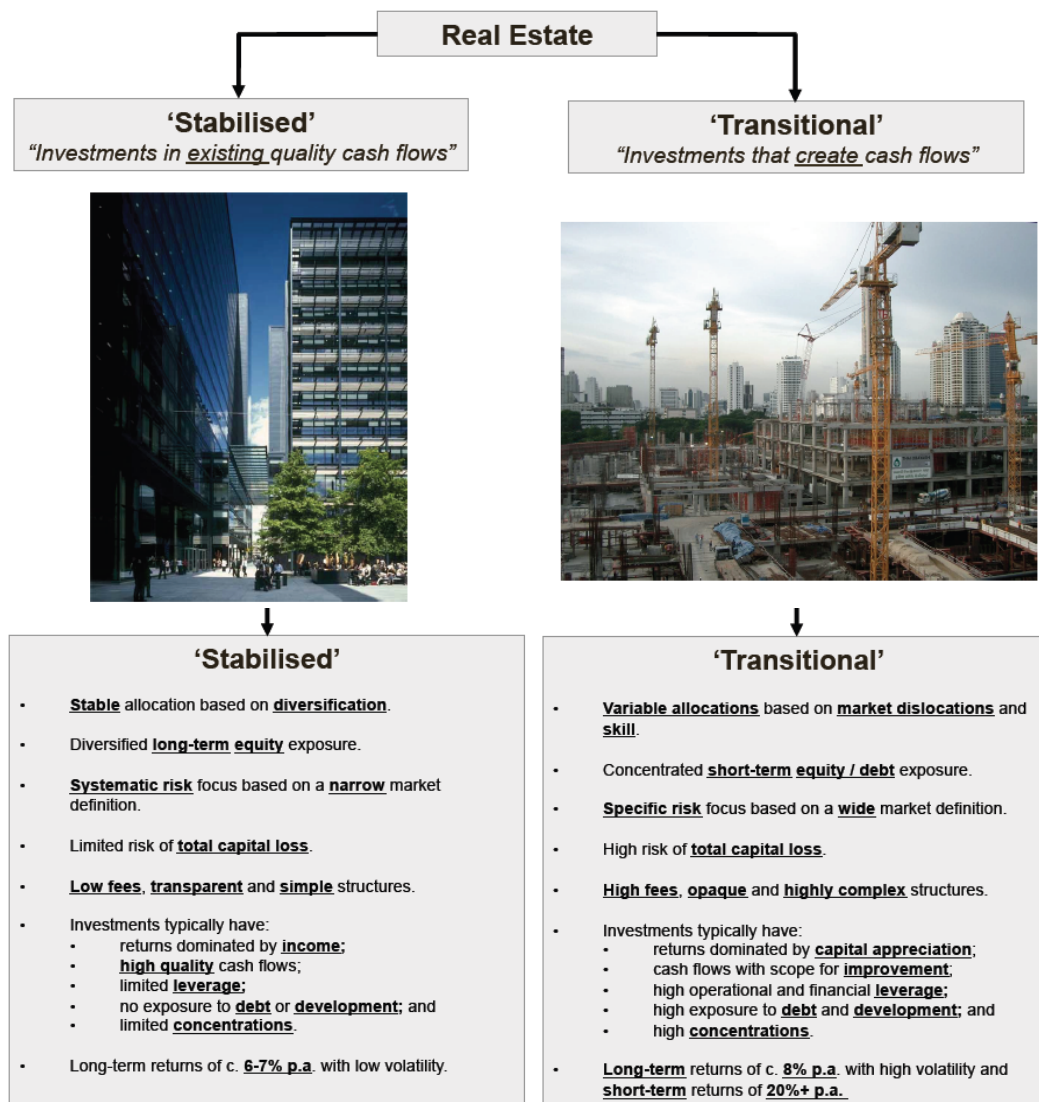 Real Estate
‘Stabilised’
“Investments in existing quality cash flows”
‘Transitional’
“Investments that create cash flows”
‘Stabilised’
• Stable allocation based on diversification.
• Diversified long-term equity exposure.
• Systematic risk focus based on a narrow market
definition.
• Limited risk of total capital loss.
• Low fees, transparent and simple structures.
• Investments typically have:
• returns dominated by income;
• high quality cash flows;
• limited leverage;
• no exposure to debt or development; and
• limited concentrations.
• Long-term returns of c. 6-7% p.a. with low volatility.
‘Transitional’
• Variable allocations based on market dislocations and
skill.
• Concentrated short-term equity / debt exposure.
• Specific risk focus based on a wide market definition.
• High risk of total capital loss.
• High fees, opaque and highly complex structures.
• Investments typically have:
• returns dominated by capital appreciation;
• cash flows with scope for improvement;
• high operational and financial leverage;
• high exposure to debt and development; and
• high concentrations.
• Long-term returns of c. 8% p.a. with high volatility and
short-term returns of 20%+ p.a.